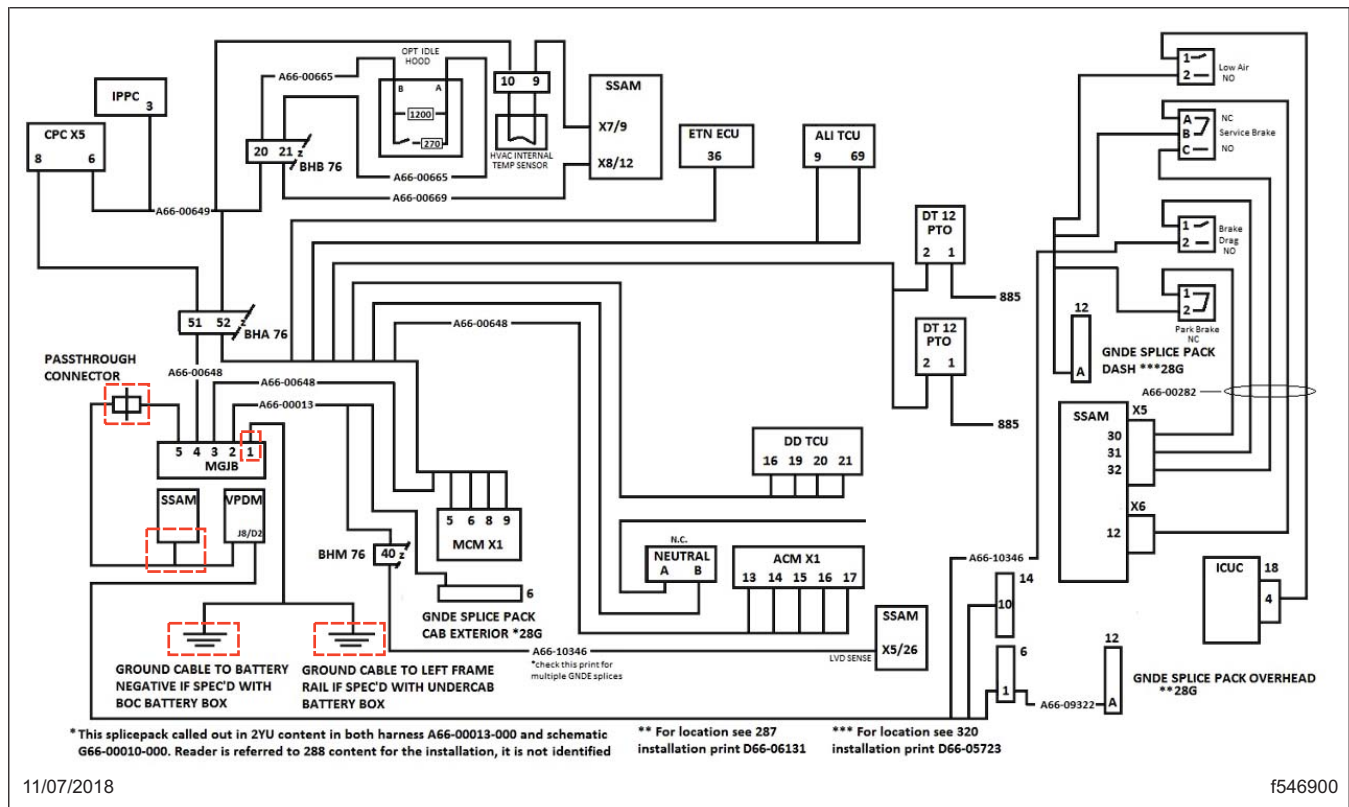 OPT IDLE
HOOD
A66-00665
B A
1200
270
10 9
HVAC INTERNAL
TEMP SENSOR
SSAM
X7/9
X8/12
IPPC
3
CPC X5
8 6
20 21 z
BHB 76
A66-00665
A66-00669
A66-00649
ETN ECU
36
ALI TCU
9 69
DT 12
PTO
2 1
885
DT 12
PTO
2 1
885
1
2
Low Air
NO
A
B
C
NC
Service Brake
NO
1
2
Brake
Drag
NO
1
2
Park Brake
NC
12
A
GNDE SPLICE PACK
DASH ***28G
A66-00282
51 52 z
BHA 76
A66-00648
A66-00648
A66-00648
A66-00013
PASSTHROUGH
CONNECTOR
5 4 3 2 1
MGJB
SSAM
VPDM
J8/D2
5 6 8 9
MCM X1
BHM 76
40 z
6
GNDE SPLICE PACK
CAB EXTERIOR *28G
DD TCU
16 19 20 21
N.C.
NEUTRAL
A B
ACM X1
13 14 15 16 17
SSAM
X5/26
LVD SENSE
A66-10346
*check this print for
multiple GNDE splices
SSAM
X5
30
31
32
X6
12
A66-10346
14
10
6
1
A66-09322
12
A
GNDE SPLICE PACK OVERHEAD
**28G
ICUC
18
4
GROUND CABLE TO BATTERY
NEGATIVE IF SPEC'D WITH
BOC BATTERY BOX
GROUND CABLE TO LEFT FRAME
RAIL IF SPEC'D WITH UNDERCAB
BATTERY BOX
* This splicepack called out in 2YU content in both harness A66-00013-000 and schematic
G66-00010-000. Reader is referred to 288 content for the installation, it is not identified
** For location see 287
installation print D66-06131
*** For location see 320
installation print D66-05723
11/07/2018
f546900